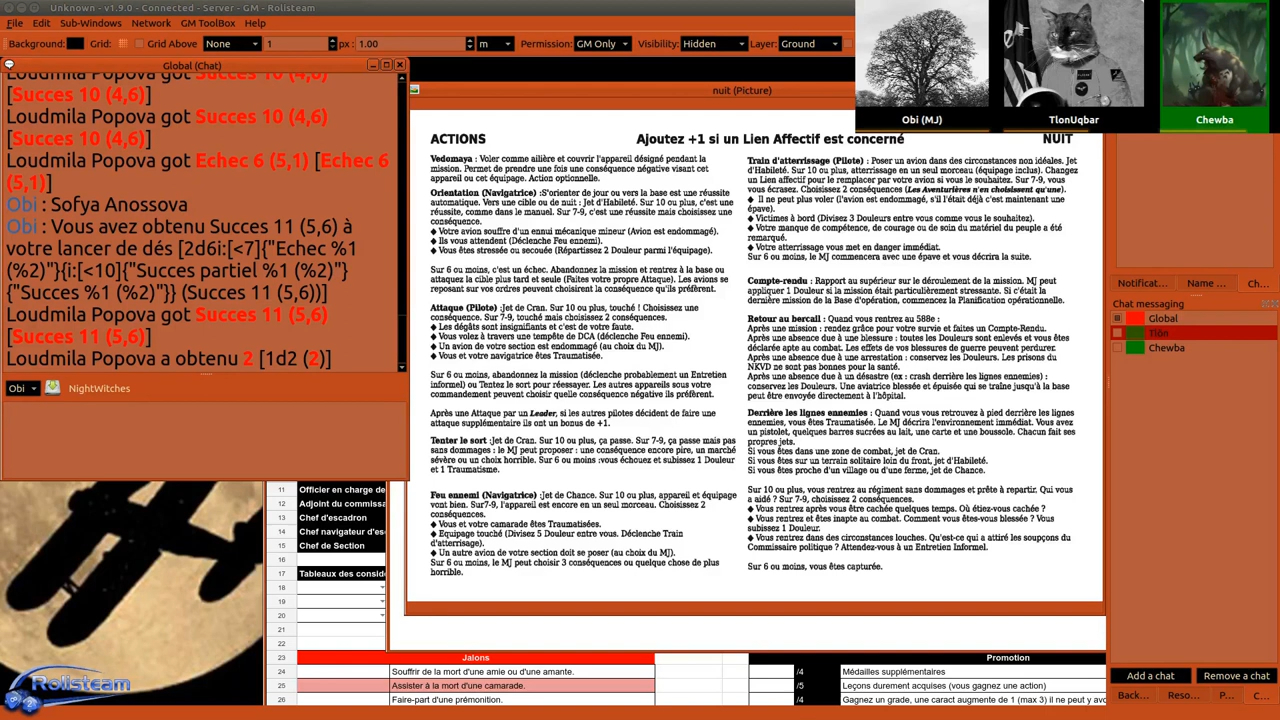 Unknown - v1.9.0 - Connected - Server - GM - Rolisteam
File Edit Sub-Windows Network GM ToolBox Help
Background: Grid: Grid Above None 1 px : 1.00 m Permission: GM Only Visibility: Hidden Layer: Ground
Obi (MJ)
TlonUqbar
Chewba
Global (Chat)
Loudmila Popova got Succes 10 (4,6)
[Succes 10 (4,6)]
Loudmila Popova got Succes 10 (4,6)
[Succes 10 (4,6)]
Loudmila Popova got Echec 6 (5,1) [Echec 6
(5,1)]
Obi : Sofya Anossova
Obi : Vous avez obtenu Succes 11 (5,6) à
votre lancer de dés [2d6i:[<7]{"Echec %1
(%2)"}{i:[<10]{"Succes partiel %1 (%2)"}
{"Succes %1 (%2)"}} (Succes 11 (5,6))]
Loudmila Popova got Succes 11 (5,6)
[Succes 11 (5,6)]
Loudmila Popova a obtenu 2 [1d2 (2)]
Obi NightWitches
nuit (Picture)
ACTIONS Ajoutez +1 si un Lien Affectif est concerné NUIT
Vedomaya : Voler comme ailière et couvrir l'appareil désigné pendant la
mission. Permet de prendre une fois une conséquence négative visant cet
appareil ou cet équipage. Action optionnelle.
Orientation (Navigatrice) :S'orienter de jour ou vers la base est une réussite
automatique. Vers une cible ou de nuit : Jet d'Habileté. Sur 10 ou plus, c'est une
réussite, comme dans le manuel. Sur 7-9, c'est une réussite mais choisissez une
conséquence.
◆ Votre avion souffre d'un ennui mécanique mineur (Avion est endommagé).
◆ Ils vous attendent (Déclenche Feu ennemi).
◆ Vous êtes stressée ou secouée (Répartissez 2 Douleur parmi l'équipage).
Sur 6 ou moins, c'est un échec. Abandonnez la mission et rentrez à la base ou
attaquez la cible plus tard et seule (Faites votre propre Attaque). Les avions se
reposant sur vos ordres peuvent choisirent la conséquence qu'ils préfèrent.
Attaque (Pilote) :Jet de Cran. Sur 10 ou plus, touché ! Choisissez une
conséquence. Sur 7-9, touché mais choisissez 2 conséquences.
◆ Les dégâts sont insignifiants et c'est de votre faute.
◆ Vous volez à travers une tempête de DCA (déclenche Feu ennemi).
◆ Un avion de votre section est endommagé (au choix du MJ).
◆ Vous et votre navigatrice êtes Traumatisée.
Sur 6 ou moins, abandonnez la mission (déclenche probablement un Entretien
informel) ou Tentez le sort pour réessayer. Les autres appareils sous votre
commandement peuvent choisir quelle conséquence négative ils préfèrent.
Après une Attaque par un Leader, si les autres pilotes décident de faire une
attaque supplémentaire ils ont un bonus de +1.
Tenter le sort :Jet de Cran. Sur 10 ou plus, ça passe. Sur 7-9, ça passe mais pas
sans dommages : le MJ peut proposer : une conséquence encore pire, un marché
sévère ou un choix horrible. Sur 6 ou moins :vous échouez et subissez 1 Douleur
et 1 Traumatisme.
Feu ennemi (Navigatrice) :Jet de Chance. Sur 10 ou plus, appareil et équipage
vont bien. Sur7-9, l'appareil est encore en un seul morceau. Choisissez 2
conséquences.
◆ Vous et votre camarade êtes Traumatisées.
◆ Equipage touché (Divisez 5 Douleur entre vous. Déclenche Train
d'atterrisage).
◆ Un autre avion de votre section doit se poser (au choix du MJ).
Sur 6 ou moins, le MJ peut choisir 3 conséquences ou quelque chose de plus
horrible.
Train d'atterrissage (Pilote) : Poser un avion dans des circonstances non idéales. Jet
d'Habileté. Sur 10 ou plus, atterrissage en un seul morceau (équipage inclus). Changez
un Lien affectif pour le remplacer par votre avion si vous le souhaitez. Sur 7-9, vous
vous écrasez. Choisissez 2 conséquences (Les Aventurières n'en choisissent qu'une).
◆ Il ne peut plus voler (l'avion est endommagé, s'il l'était déjà c'est maintenant une
épave).
◆ Victimes à bord (Divisez 3 Douleurs entre vous comme vous le souhaitez).
◆ Votre manque de compétence, de courage ou de soin du matériel du peuple a été
remarqué.
◆ Votre atterrissage vous met en danger immédiat.
Sur 6 ou moins, le MJ commencera avec une épave et vous décrira la suite.
Compte-rendu : Rapport au supérieur sur le déroulement de la mission. MJ peut
appliquer 1 Douleur si la mission était particulièrement stressante. Si c'était la
dernière mission de la Base d'opération, commencez la Planification opérationnelle.
Retour au bercail : Quand vous rentrez au 588e :
Après une mission : rendez grâce pour votre survie et faites un Compte-Rendu.
Après une absence due à une blessure : toutes les Douleurs sont enlevées et vous êtes
déclarée apte au combat. Les effets de vos blessures de guerre peuvent perdurer.
Après une absence due à une arrestation : conservez les Douleurs. Les prisons du
NKVD ne sont pas bonnes pour la santé.
Après une absence due à un désastre (ex : crash derrière les lignes ennemies) :
conservez les Douleurs. Une aviatrice blessée et épuisée qui se traîne jusqu'à la base
peut être envoyée directement à l'hôpital.
Derrière les lignes ennemies : Quand vous vous retrouvez à pied derrière les lignes
ennemies, vous êtes Traumatisée. Le MJ décrira l'environnement immédiat. Vous avez
un pistolet, quelques barres sucrées au lait, une carte et une boussole. Chacun fait ses
propres jets.
Si vous êtes dans une zone de combat, jet de Cran.
Si vous êtes sur un terrain solitaire loin du front, jet d'Habileté.
Si vous êtes proche d'un village ou d'une ferme, jet de Chance.
Sur 10 ou plus, vous rentrez au régiment sans dommages et prête à repartir. Qui vous
a aidé ? Sur 7-9, choisissez 2 conséquences.
◆ Vous rentrez après vous être cachée quelques temps. Où étiez-vous cachée ?
◆ Vous rentrez et êtes inapte au combat. Comment vous êtes-vous blessée ? Vous
subissez 1 Douleur.
◆ Vous rentrez dans des circonstances louches. Qu'est-ce qui a attiré les soupçons du
Commissaire politique ? Attendez-vous à un Entretien Informel.
Sur 6 ou moins, vous êtes capturée.
Notificat... Name ... Ch...
Chat messaging
Global
Tlön
Chewba
Add a chat Remove a chat
Back... Reso... P... C...
11 Officier en charge de
12 Adjoint du commissa
13 Chef d'escadron
14 Chef navigateur d'es
15 Chef de Section
16
17 Tableaux des consid
18
19
20
21
22
23 Jalons Promotion
24 Souffrir de la mort d'une amie ou d'une amante. /4 Médailles supplémentaires
25 Assister à la mort d'une camarade. /5 Leçons durement acquises (vous gagnez une action)
26 Faire-part d'une prémonition. /4 Gagnez un grade, une caract augmente de 1 (max 3) il ne peut y avo
Rolisteam